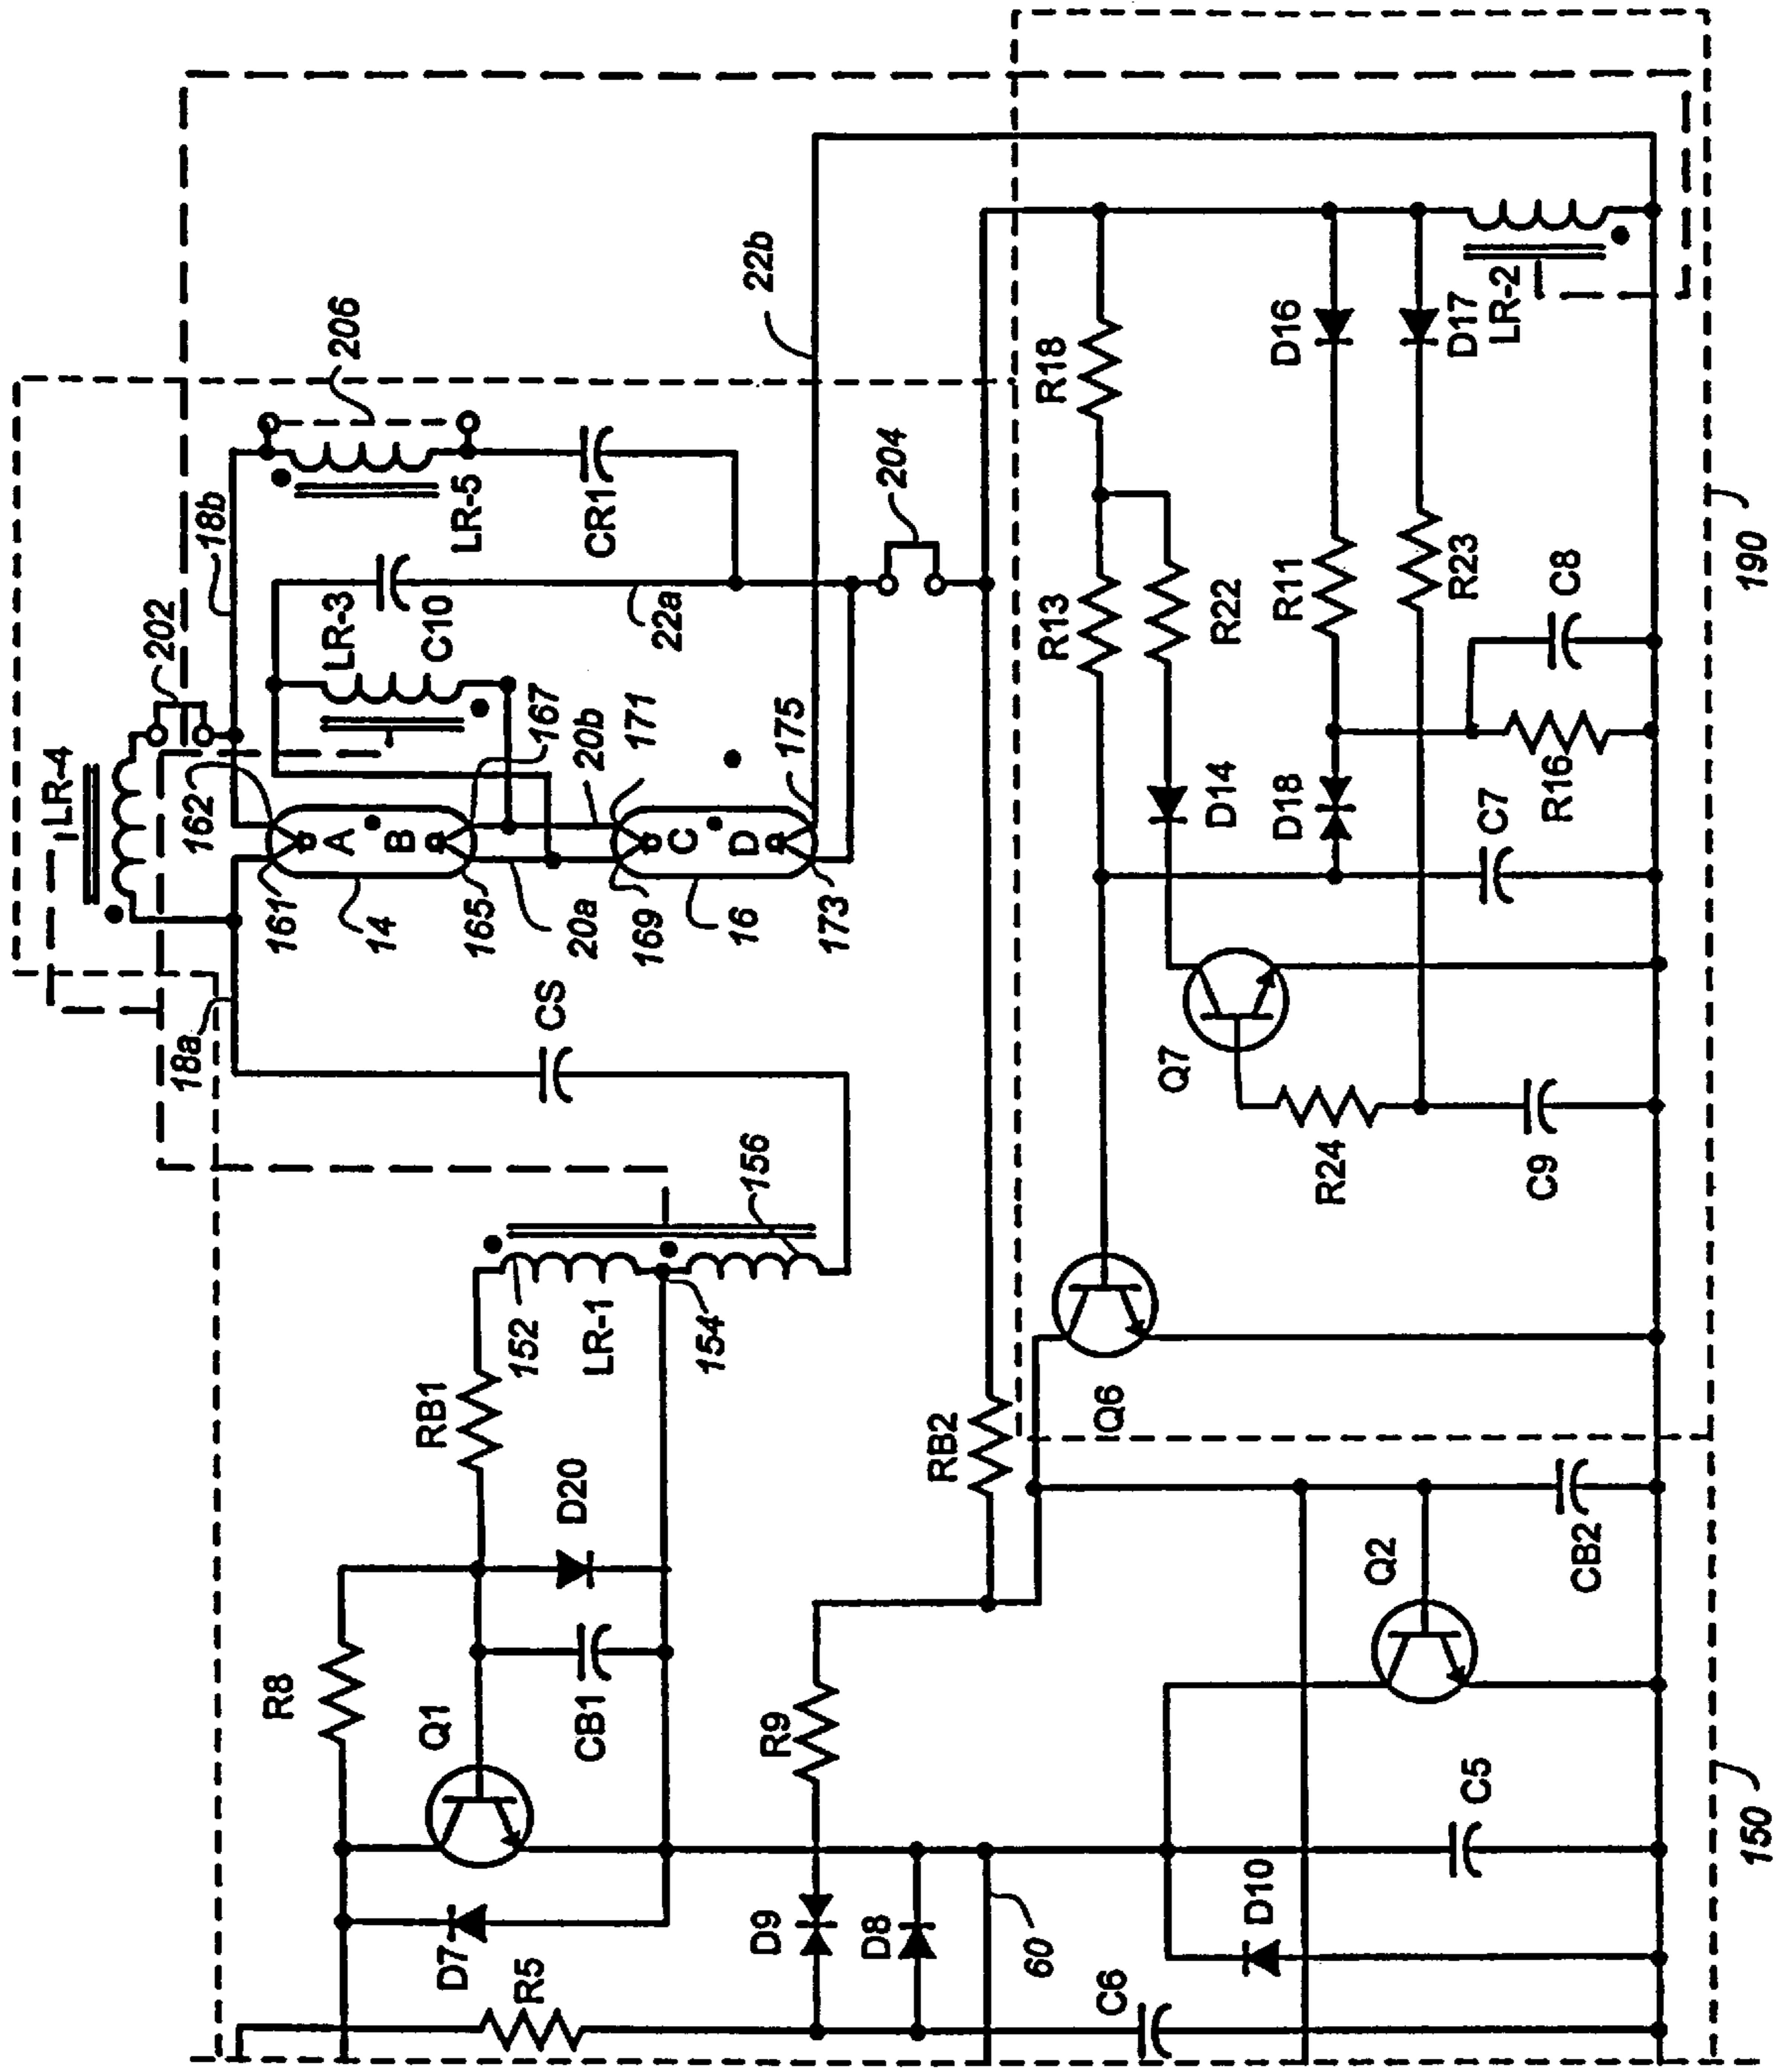 LR-4
202
18b
206
162
LR-3
C10
LR-5
CR1
22b
18a
161
14
A
B
165
167
20a
20b
169
171
C
D
16
173
175
22a
204
CS
156
152
LR-1
154
RB1
D20
R8
Q1
CB1
D7
R5
R9
D9
D8
60
RB2
C6
D10
C5
Q2
CB2
150
Q6
Q7
R24
C9
R13
R18
R22
D14
D16
R11
D18
D17
LR-2
R23
C8
R16
C7
190